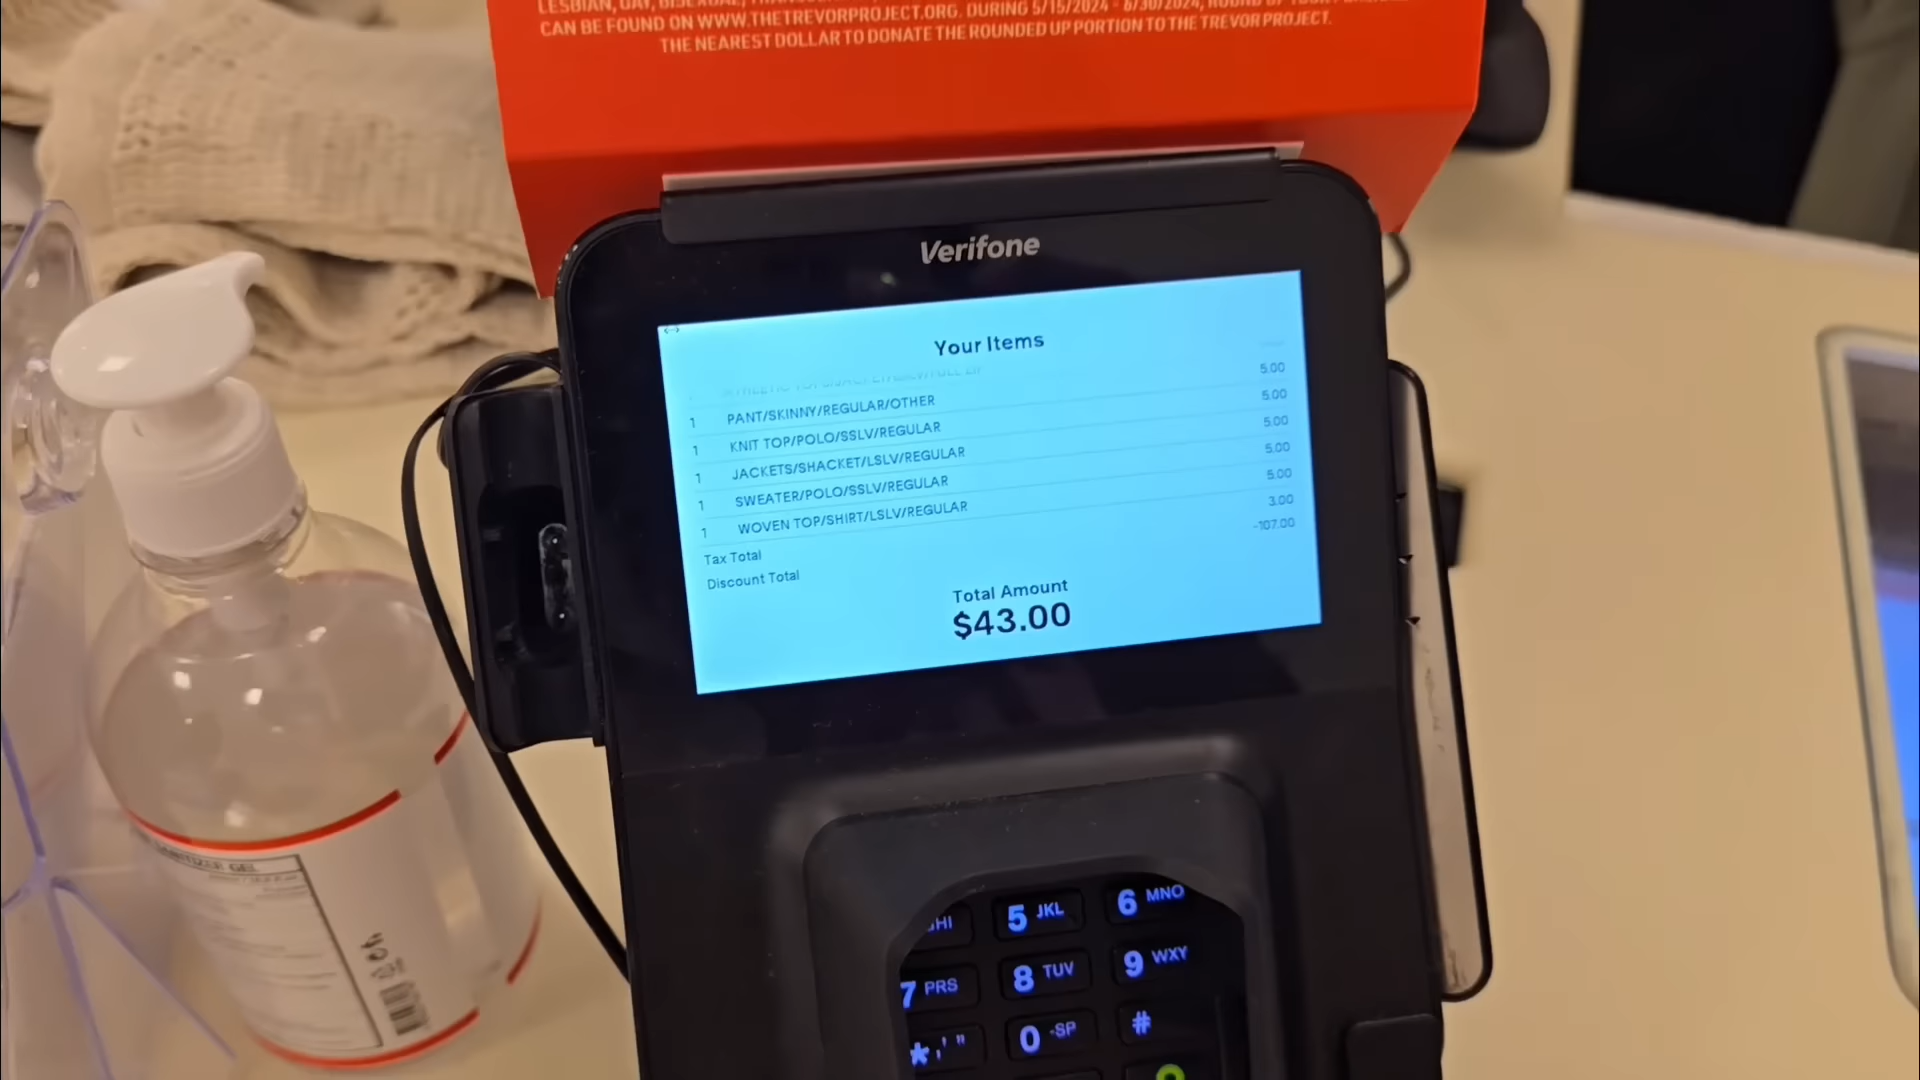 CAN BE FOUND ON WWW.THETREVORPROJECT.ORG. DURING 5/15/2024 - 6/30/2024,
THE NEAREST DOLLAR TO DONATE THE ROUNDED UP PORTION TO THE TREVOR PROJECT.
Verifone
Your Items
5.00
1 PANT/SKINNY/REGULAR/OTHER 5.00
1 KNIT TOP/POLO/SSLV/REGULAR 5.00
1 JACKETS/SHACKET/LSLV/REGULAR 5.00
1 SWEATER/POLO/SSLV/REGULAR 5.00
1 WOVEN TOP/SHIRT/LSLV/REGULAR
Tax Total 3.00
Discount Total -107.00
Total Amount
$43.00
5 JKL 6 MNO
7 PRS 8 TUV 9 WXY
*,'" 0 -SP #